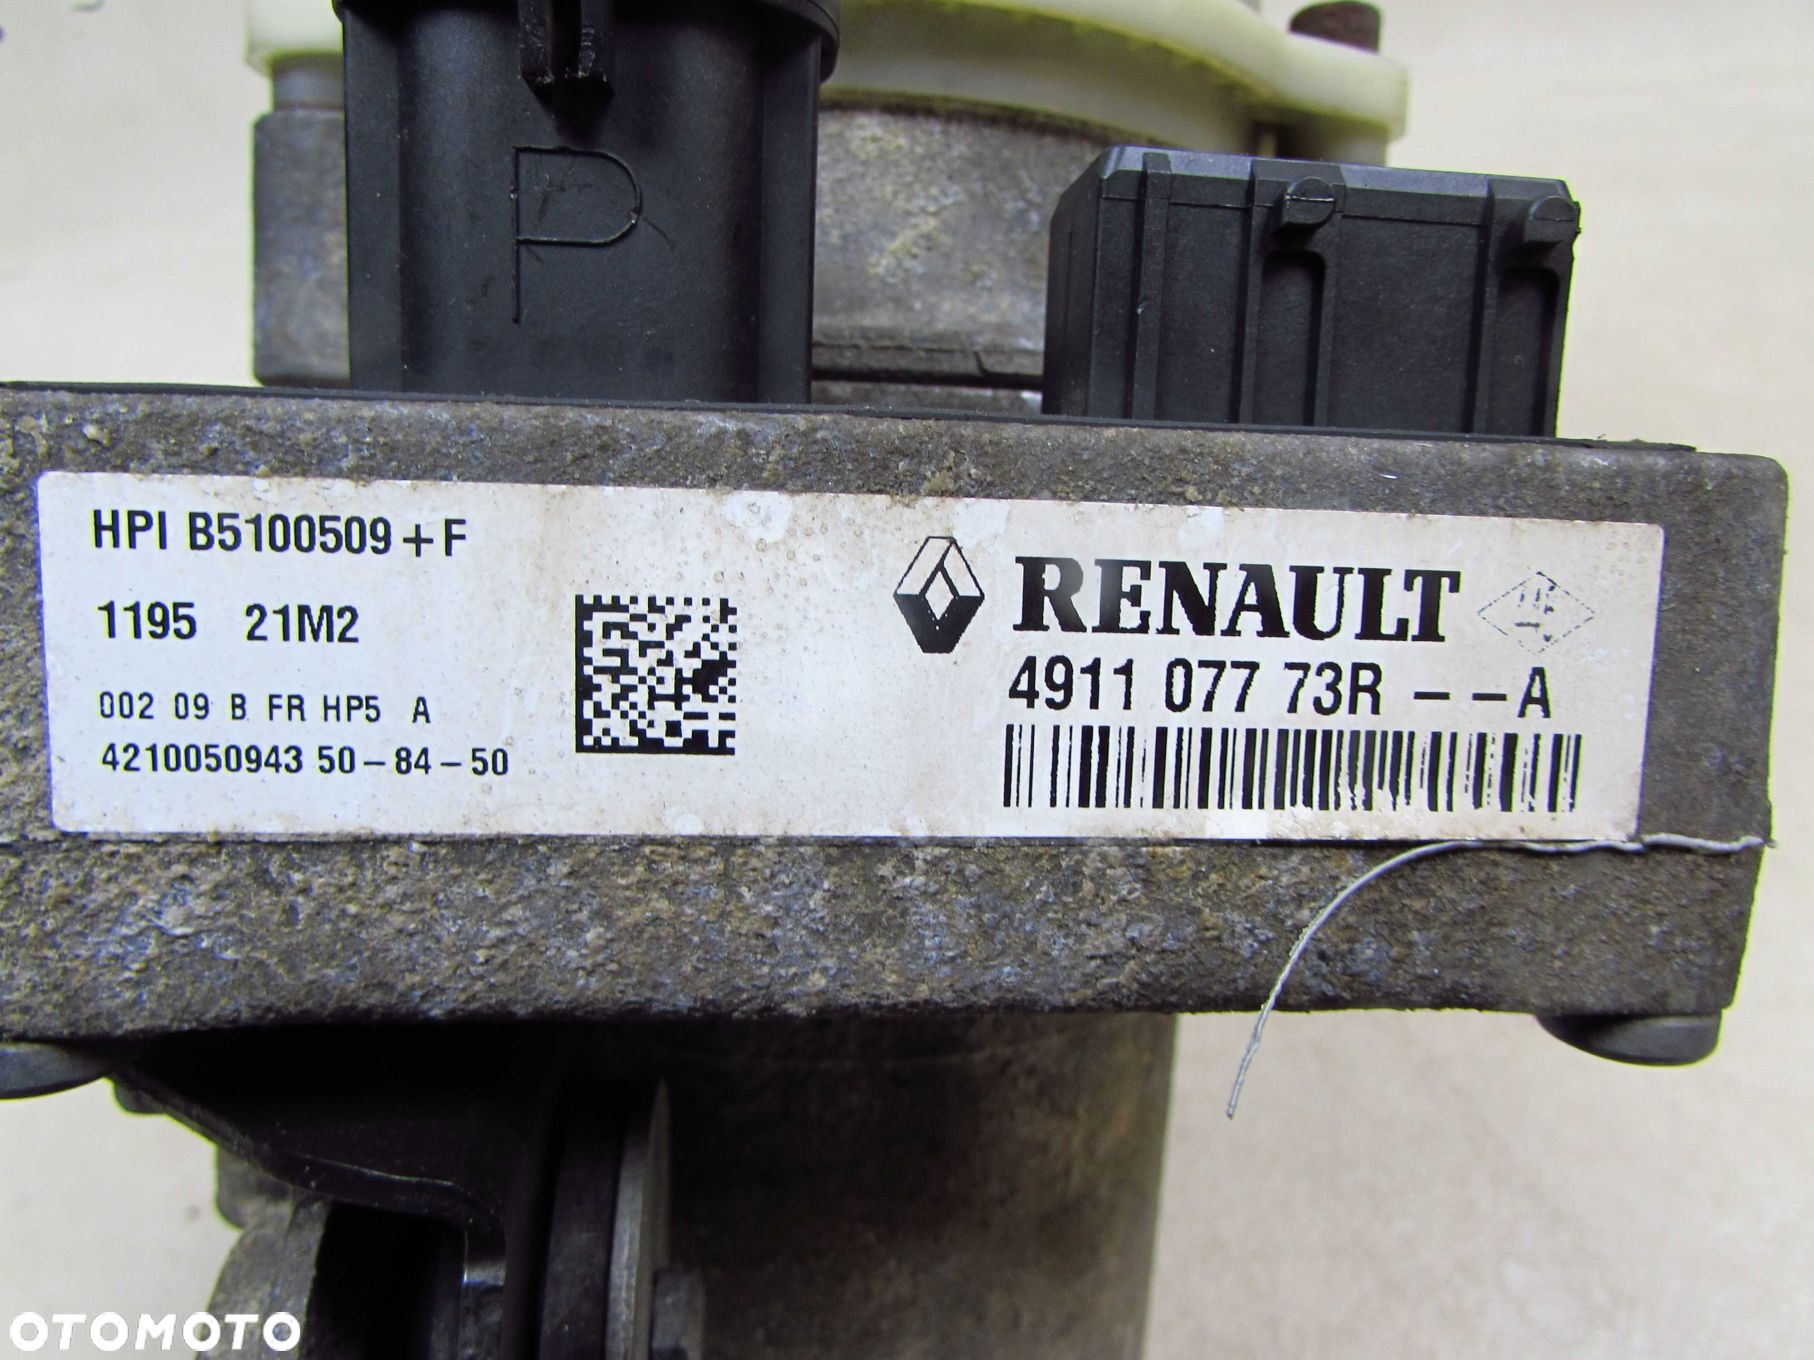 P
HPI B5100509+F
1195 21M2
002 09 B FR HP5 A
4210050943 50-84-50
RENAULT
4911 077 73R --A
OTOMOTO